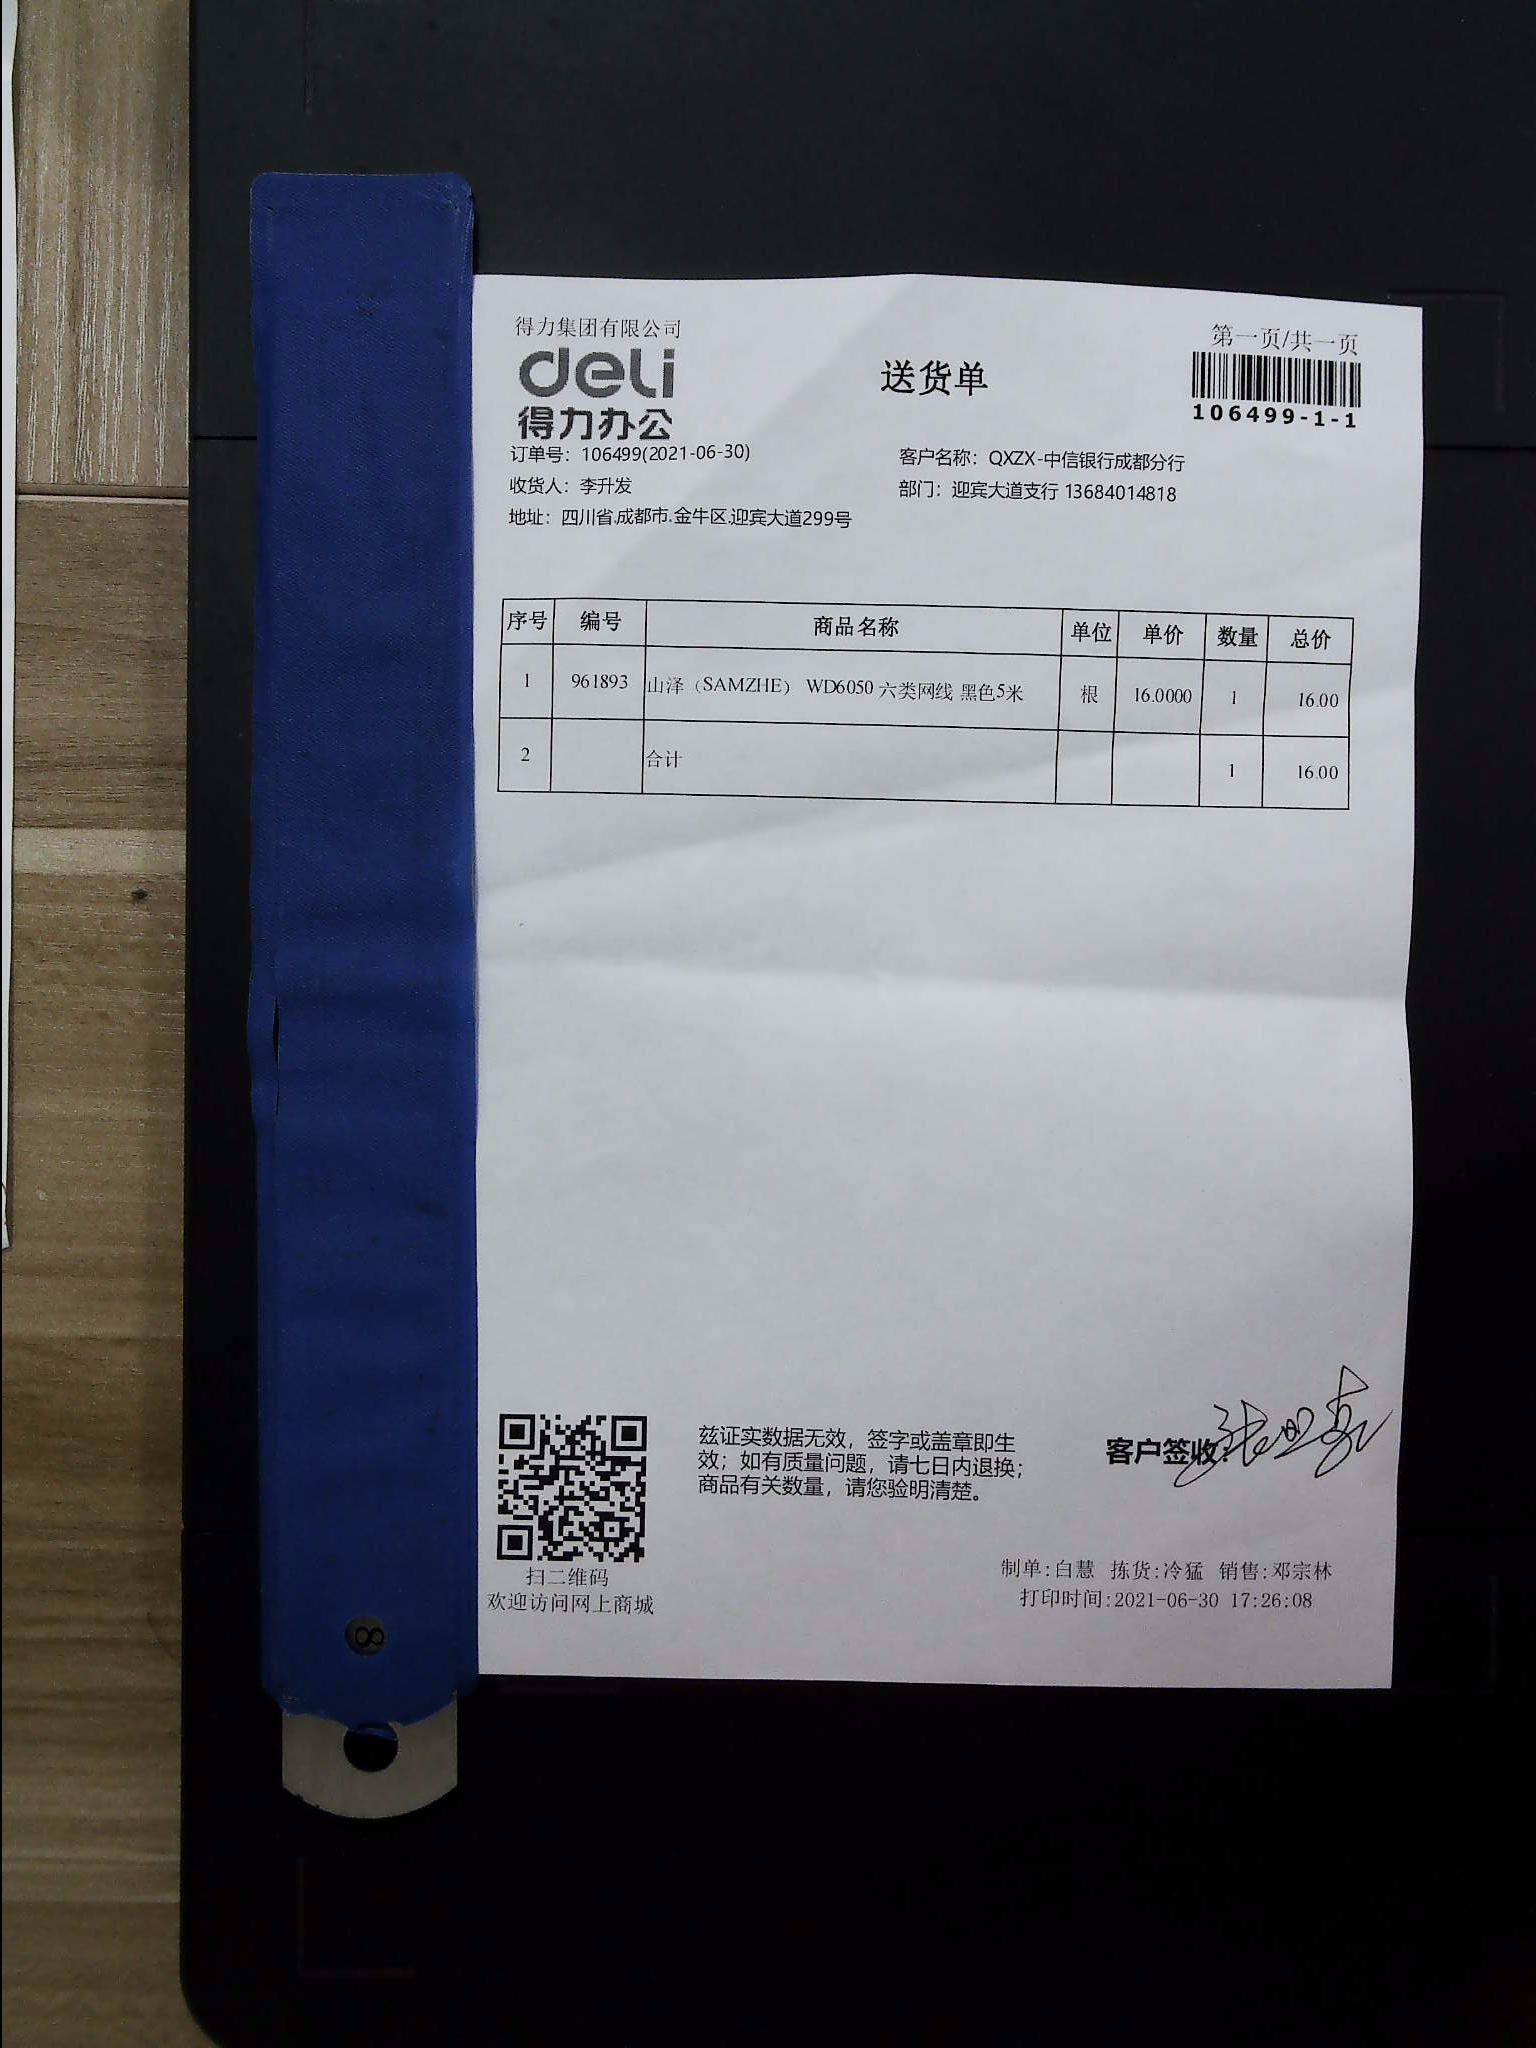 得力集团有限公司
第一页/共一页
deli
得力办公
送货单
106499-1-1
订单号：106499(2021-06-30)
客户名称：QXZX-中信银行成都分行
收货人：李升发
部门：迎宾大道支行 13684014818
地址：四川省.成都市.金牛区.迎宾大道299号
序号 编号 商品名称 单位 单价 数量 总价
1 961893 山泽（SAMZHE） WD6050 六类网线 黑色5米 根 16.0000 1 16.00
2 合计 1 16.00
兹证实数据无效，签字或盖章即生
效；如有质量问题，请七日内退换；
商品有关数量，请您验明清楚。
客户签收:
扫二维码
欢迎访问网上商城
制单:白慧 拣货:冷猛 销售:邓宗林
打印时间:2021-06-30 17:26:08
8